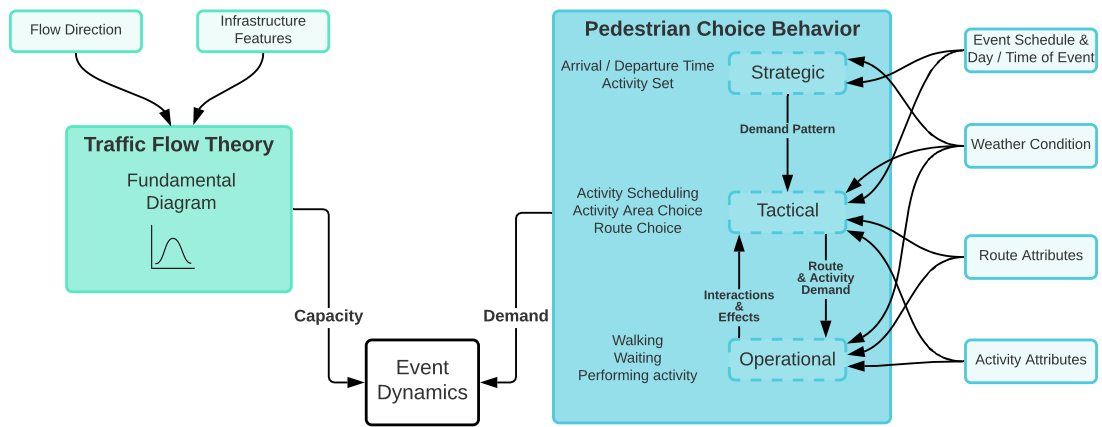 Flow Direction
Infrastructure
Features
Traffic Flow Theory
Fundamental
Diagram
Capacity
Event
Dynamics
Demand
Pedestrian Choice Behavior
Arrival / Departure Time
Activity Set
Strategic
Demand Pattern
Activity Scheduling
Activity Area Choice
Route Choice
Tactical
Route
& Activity
Demand
Interactions
&
Effects
Walking
Waiting
Performing activity
Operational
Event Schedule &
Day / Time of Event
Weather Condition
Route Attributes
Activity Attributes